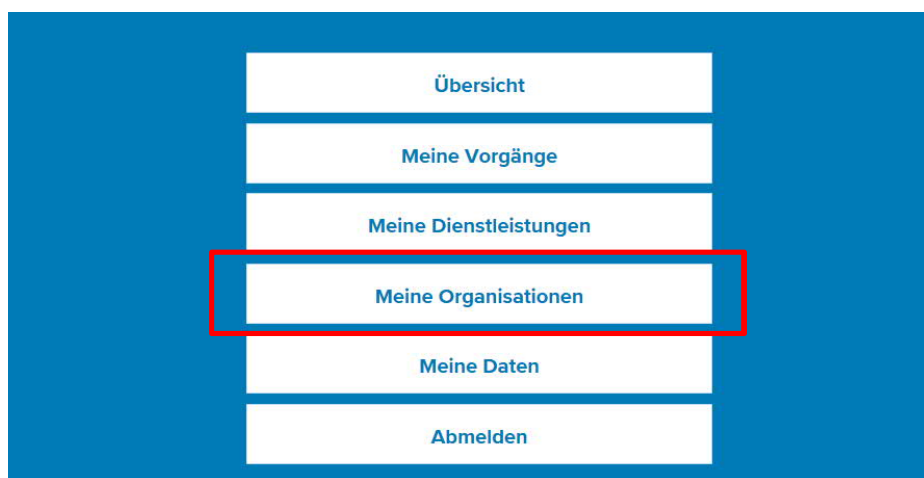 Übersicht
Meine Vorgänge
Meine Dienstleistungen
Meine Organisationen
Meine Daten
Abmelden